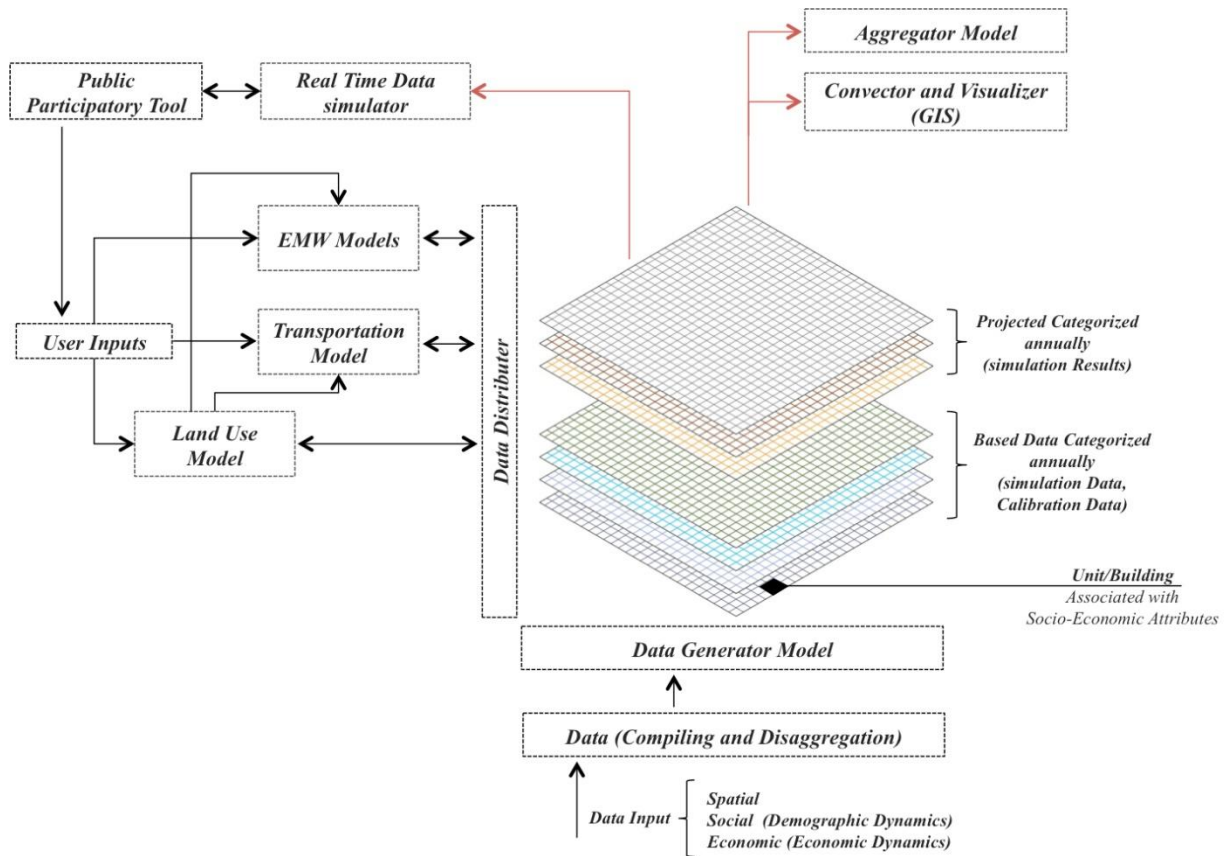 Aggregator Model
Public
Participatory Tool
Real Time Data
simulator
Convector and Visualizer
(GIS)
EMW Models
User Inputs
Transportation
Model
Land Use
Model
Data Distributer
Projected Categorized
annually
(simulation Results)
Based Data Categorized
annually
(simulation Data,
Calibration Data)
Unit/Building
Associated with
Socio-Economic Attributes
Data Generator Model
Data (Compiling and Disaggregation)
Data Input
Spatial
Social (Demographic Dynamics)
Economic (Economic Dynamics)